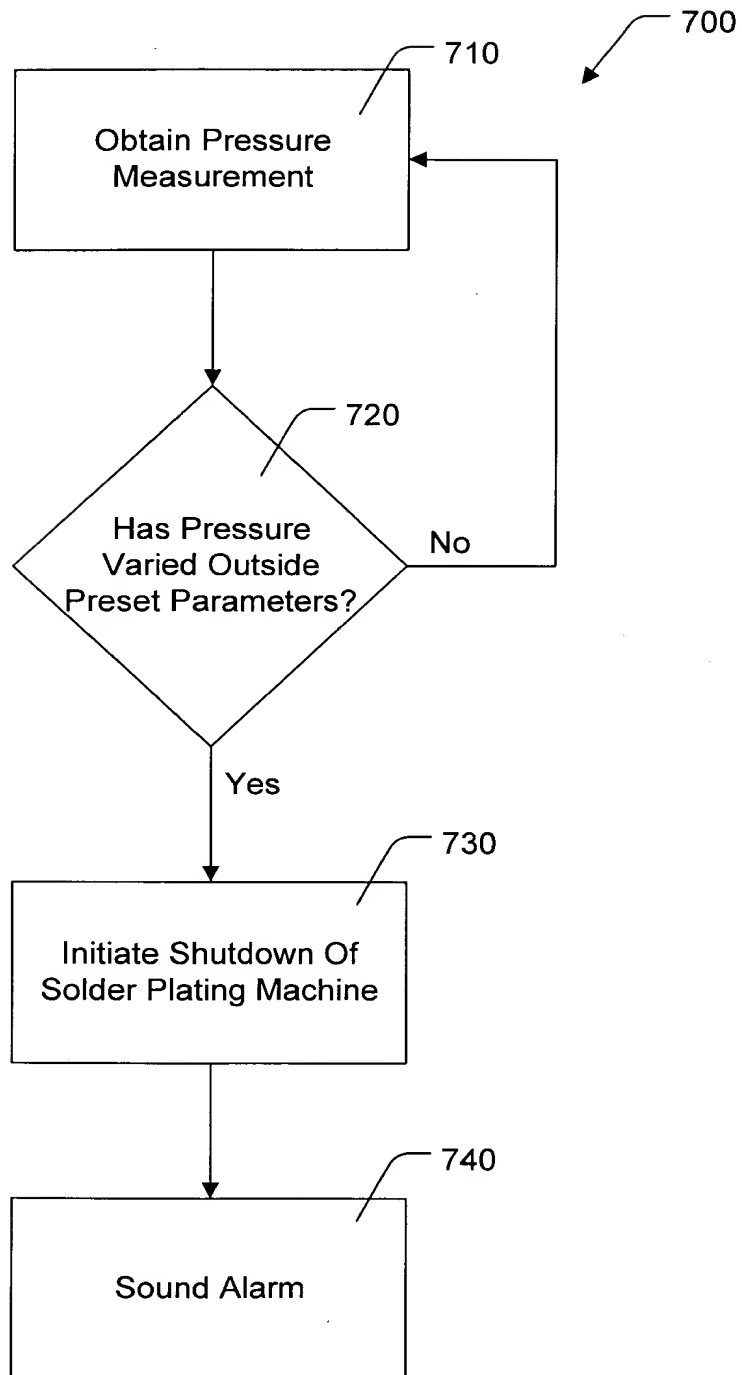 700
710
Obtain Pressure
Measurement
720
Has Pressure
Varied Outside
Preset Parameters?
No
Yes
730
Initiate Shutdown Of
Solder Plating Machine
740
Sound Alarm